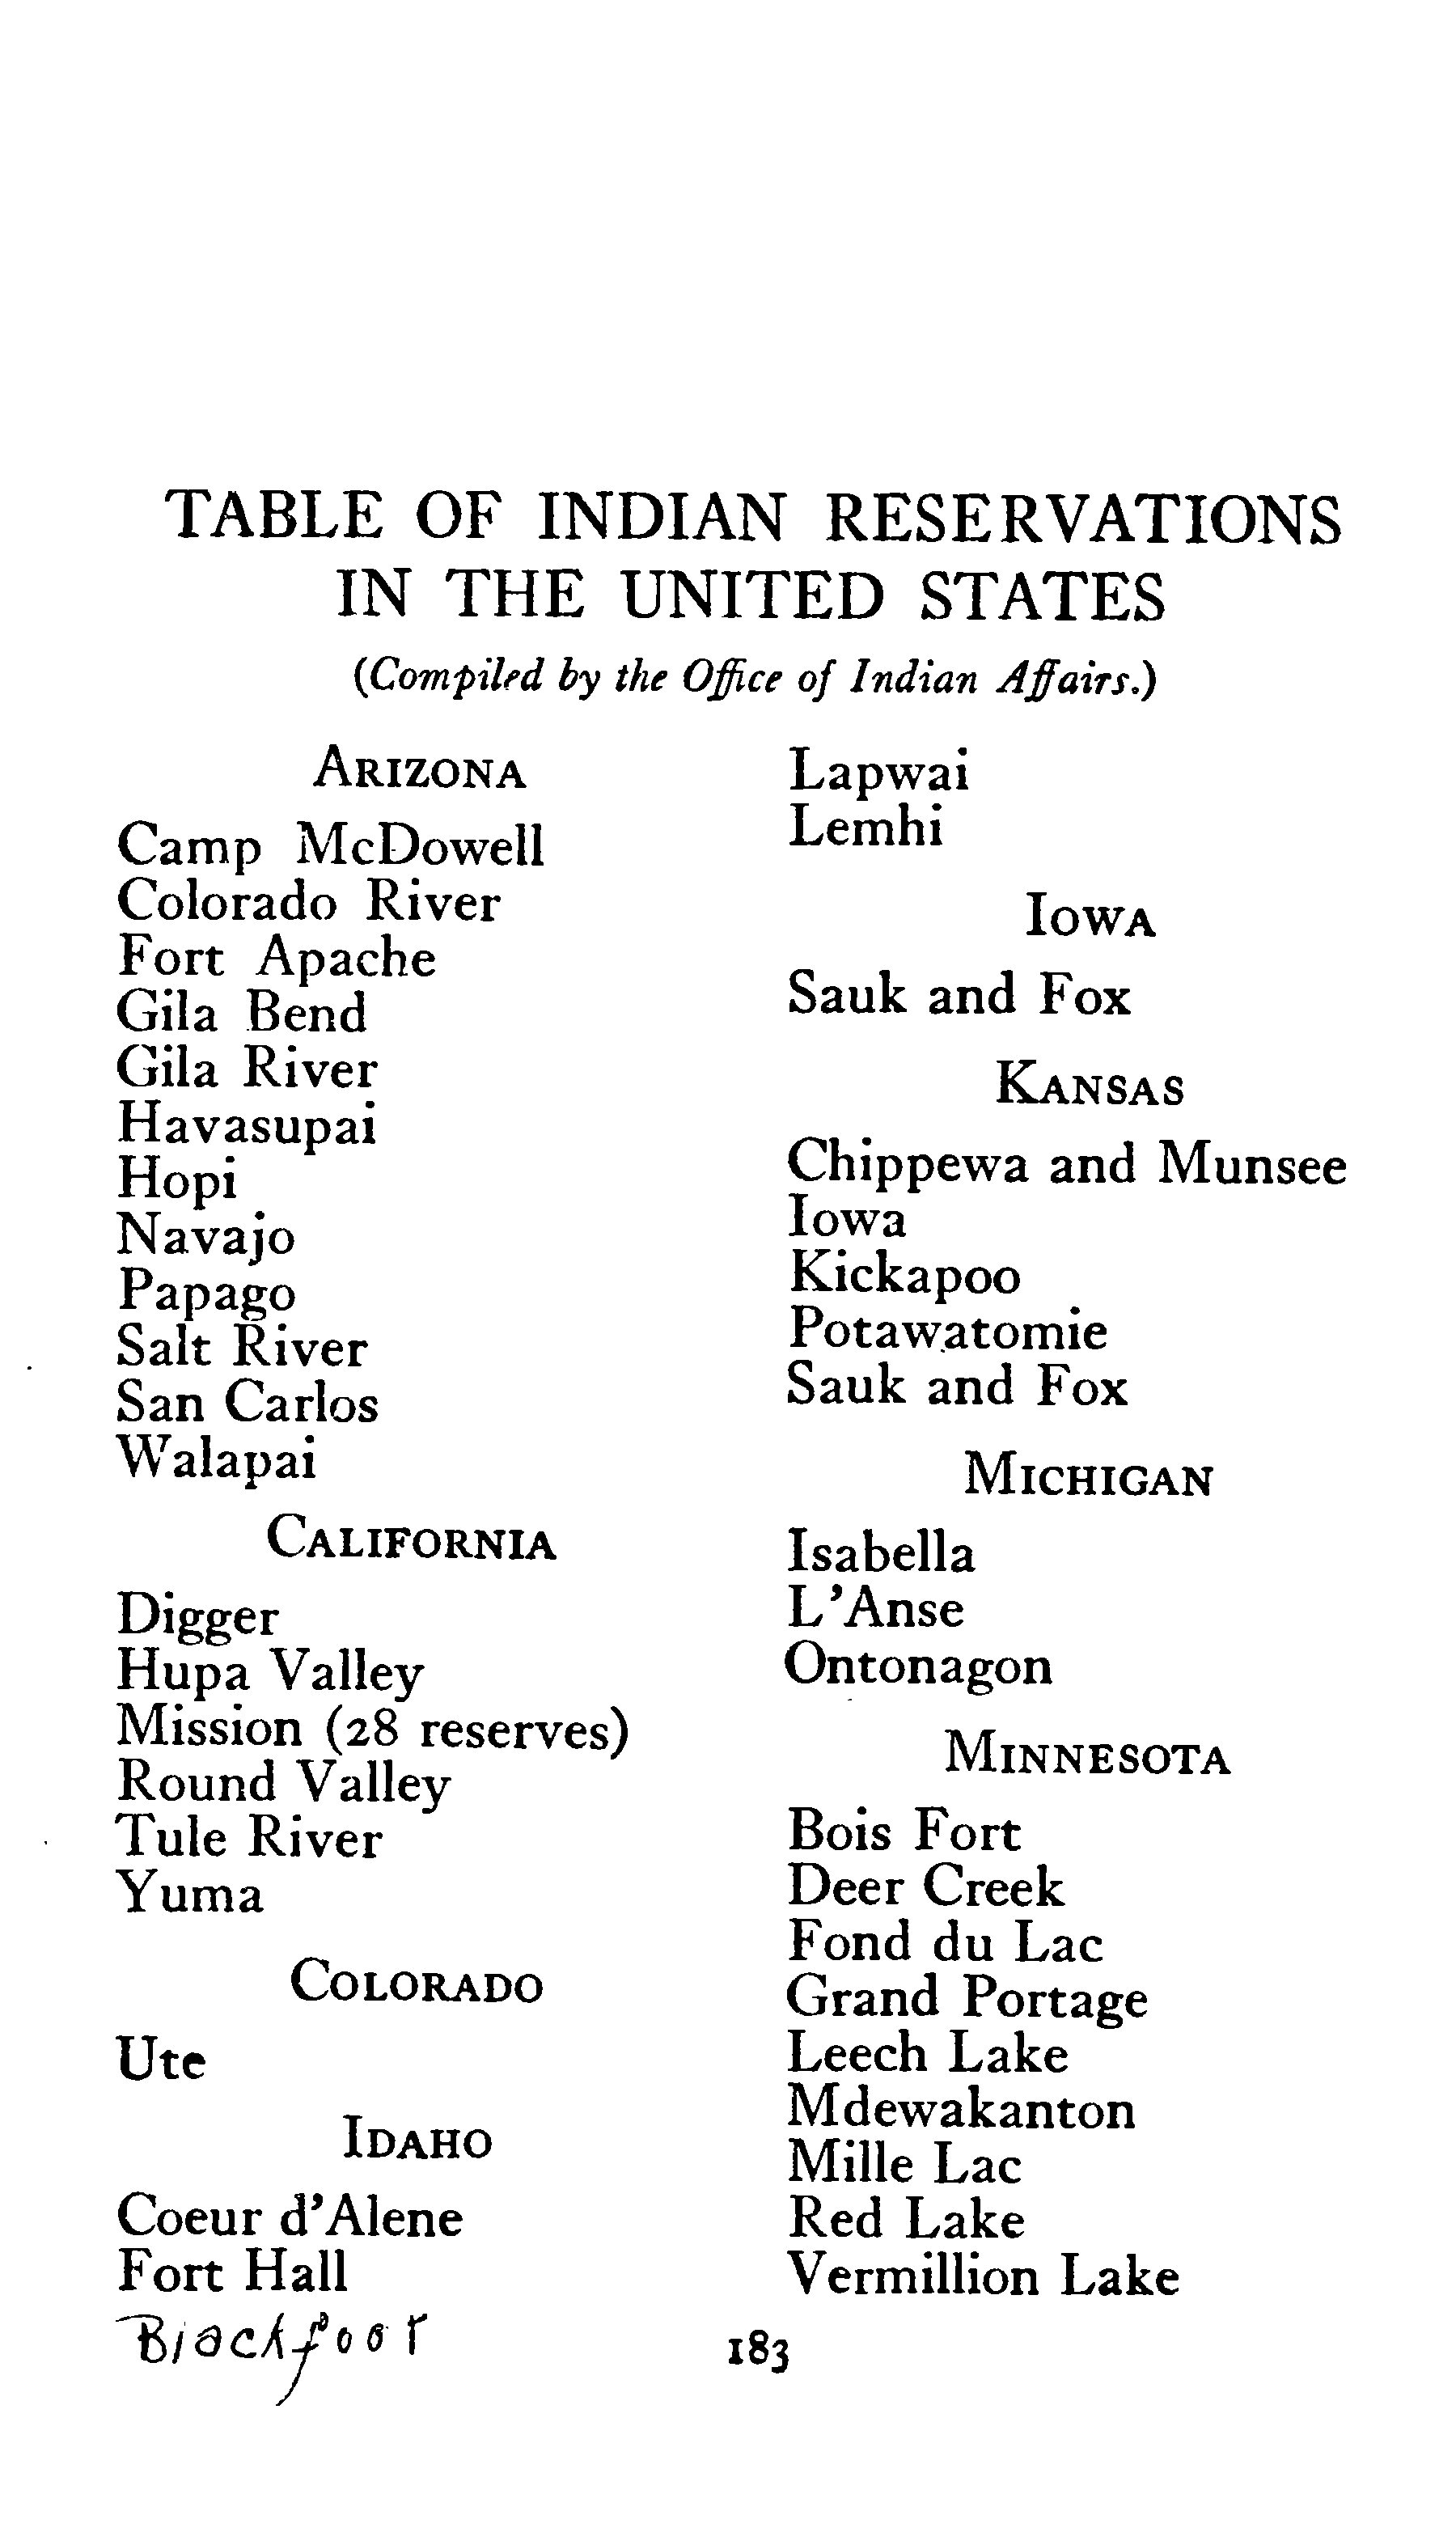 TABLE OF INDIAN RESERVATIONS
IN THE UNITED STATES
(Compiled by the Office of Indian Affairs.)
ARIZONA
Camp McDowell
Colorado River
Fort Apache
Gila Bend
Gila River
Havasupai
Hopi
Navajo
Papago
Salt River
San Carlos
Walapai
CALIFORNIA
Digger
Hupa Valley
Mission (28 reserves)
Round Valley
Tule River
Yuma
COLORADO
Ute
IDAHO
Coeur d'Alene
Fort Hall
Blackfoot
Lapwai
Lemhi
IOWA
Sauk and Fox
KANSAS
Chippewa and Munsee
Iowa
Kickapoo
Potawatomie
Sauk and Fox
MICHIGAN
Isabella
L'Anse
Ontonagon
MINNESOTA
Bois Fort
Deer Creek
Fond du Lac
Grand Portage
Leech Lake
Mdewakanton
Mille Lac
Red Lake
Vermillion Lake
183